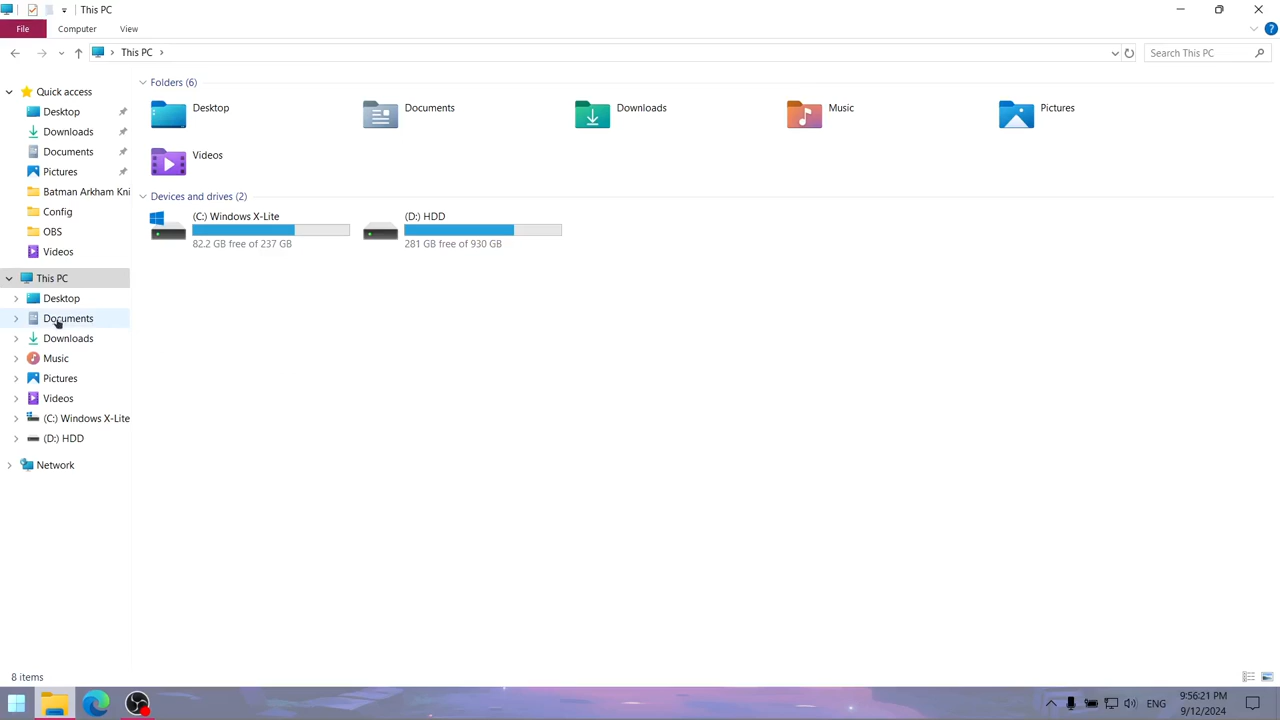 This PC
File
Computer
View
This PC
Search This PC
Quick access
Desktop
Downloads
Documents
Pictures
Batman Arkham Kni
Config
OBS
Videos
This PC
Desktop
Documents
Downloads
Music
Pictures
Videos
(C:) Windows X-Lite
(D:) HDD
Network
Folders (6)
Desktop
Documents
Downloads
Music
Pictures
Videos
Devices and drives (2)
(C:) Windows X-Lite
82.2 GB free of 237 GB
(D:) HDD
281 GB free of 930 GB
8 items
ENG
9:56:21 PM
9/12/2024